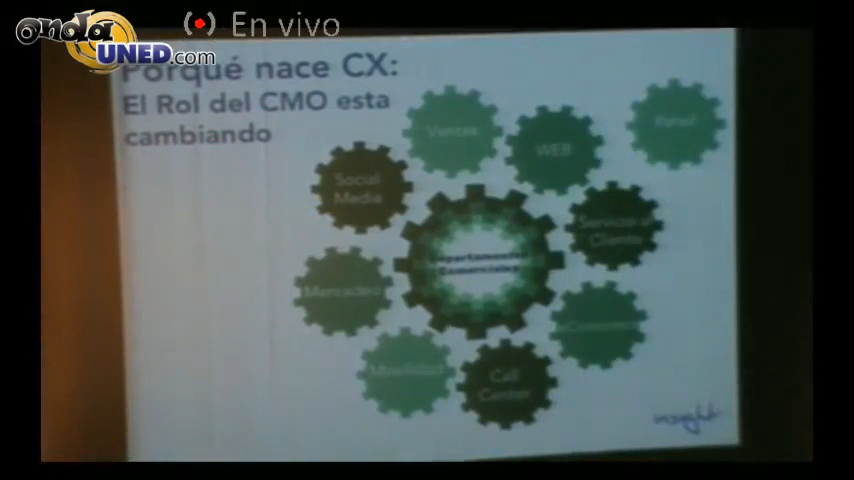 onda
UNED.com
En vivo
Porqué nace CX:
El Rol del CMO esta
cambiando
Ventas
WEB
Social
Media
Servicio al
Cliente
Departamentos
Comerciales
Mercadeo
eCommerce
Movilidad
Call
Center
insight